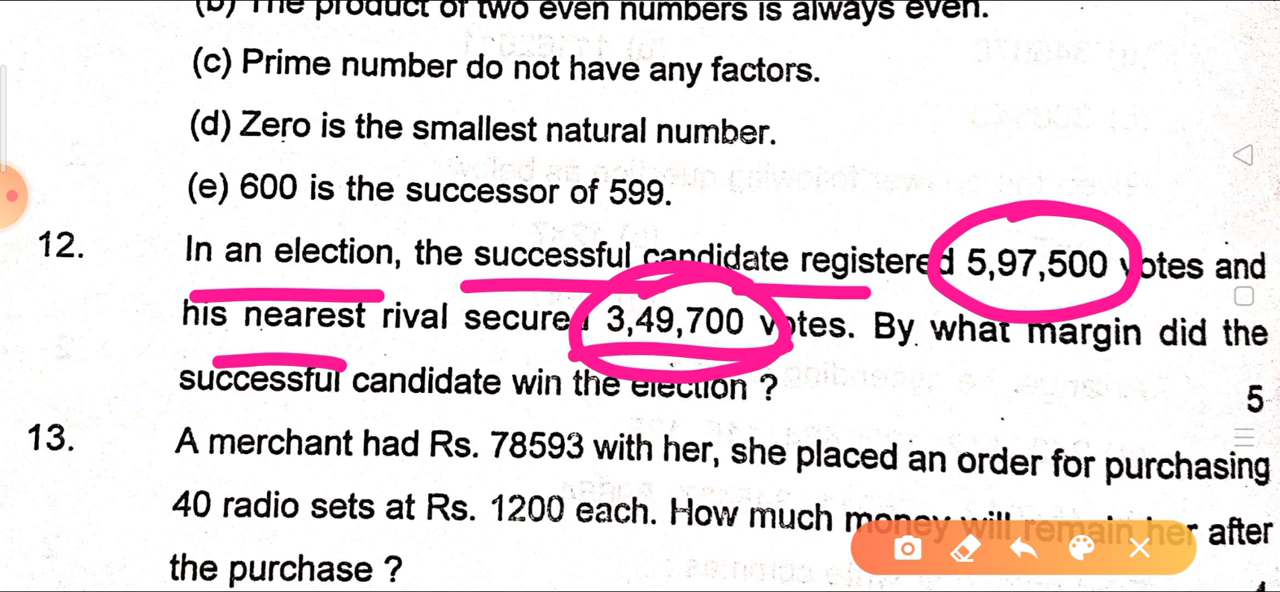 (b) The product of two even numbers is always even.
(c) Prime number do not have any factors.
(d) Zero is the smallest natural number.
(e) 600 is the successor of 599.
12. In an election, the successful candidate registered 5,97,500 votes and
his nearest rival secured 3,49,700 votes. By what margin did the
successful candidate win the election ? 5
13. A merchant had Rs. 78593 with her, she placed an order for purchasing
40 radio sets at Rs. 1200 each. How much money will remain her after
the purchase ?